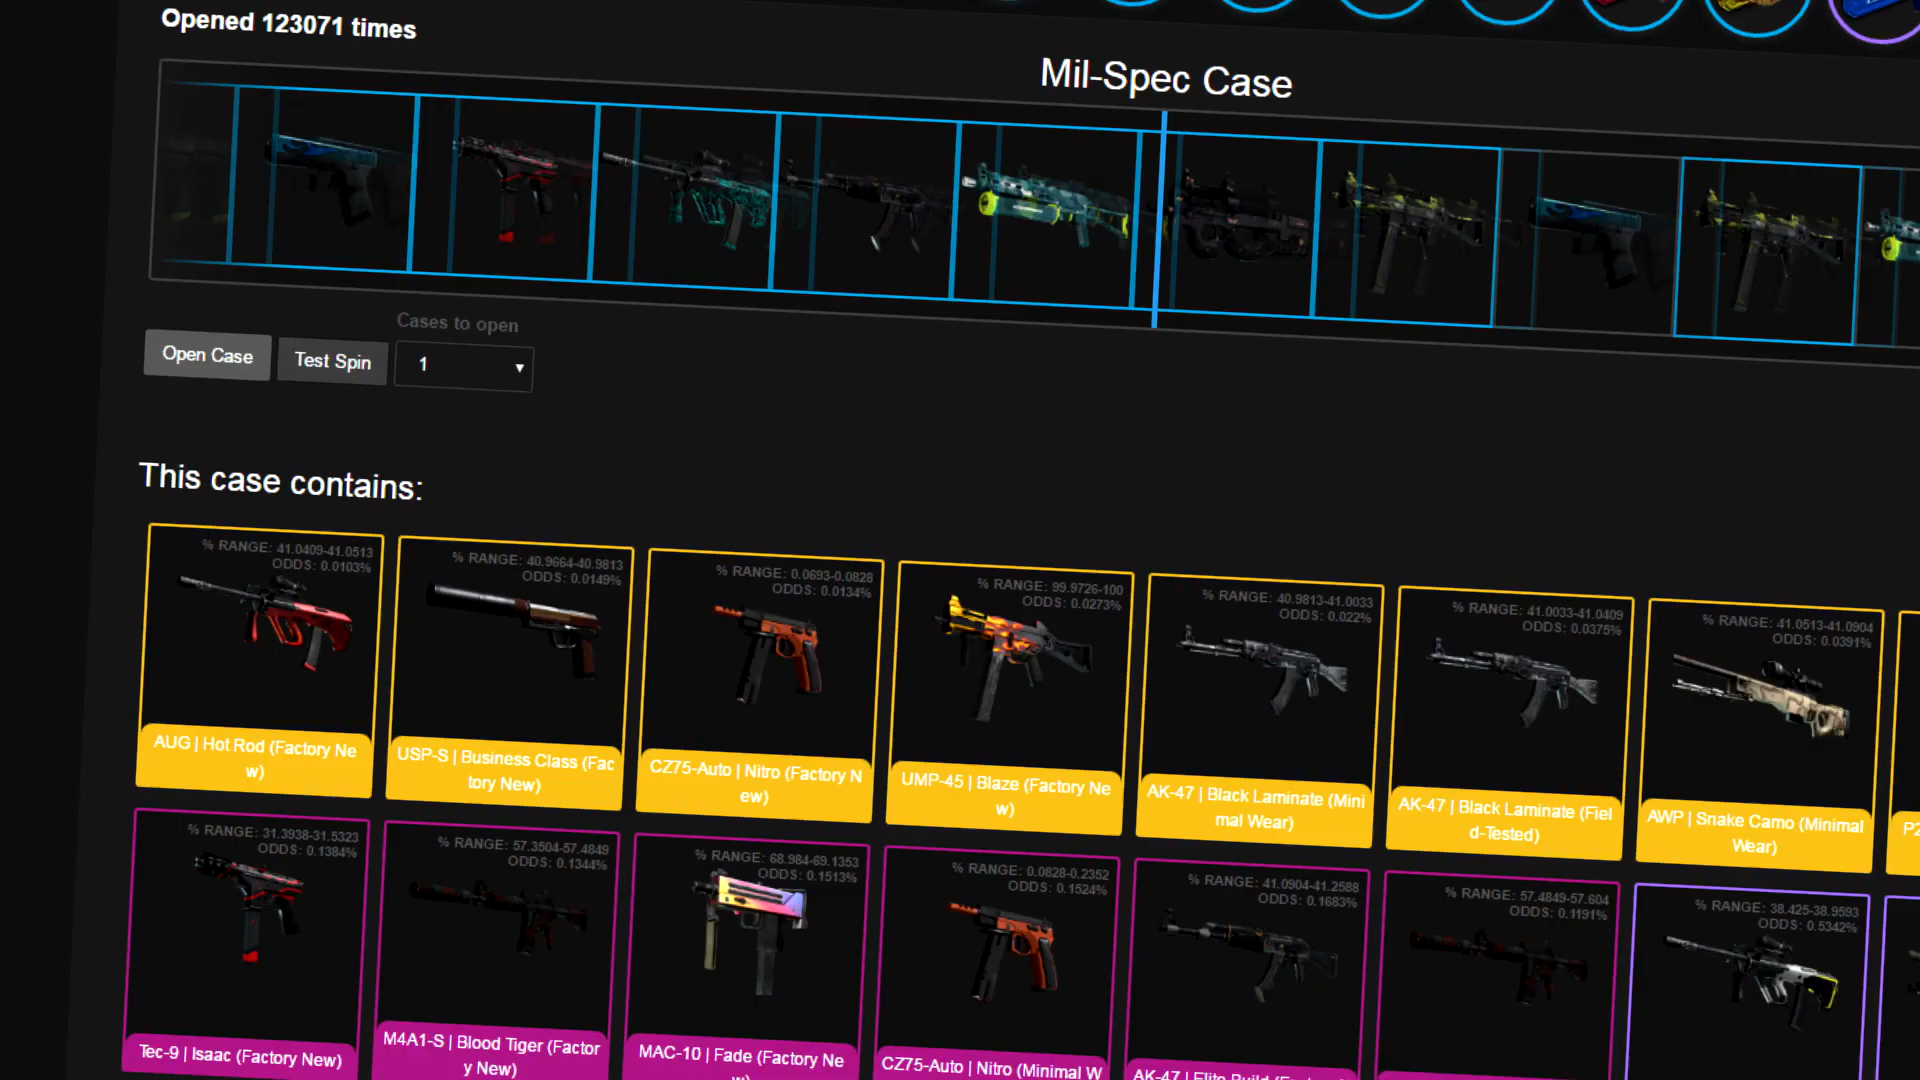 Opened 123071 times
Mil-Spec Case
Cases to open
Open Case
Test Spin
1
This case contains:
% RANGE: 41.0409-41.0513
ODDS: 0.0103%
AUG | Hot Rod (Factory Ne
w)
% RANGE: 40.9664-40.9813
ODDS: 0.0149%
USP-S | Business Class (Fac
tory New)
% RANGE: 0.0693-0.0828
ODDS: 0.0134%
CZ75-Auto | Nitro (Factory N
ew)
% RANGE: 99.9726-100
ODDS: 0.0273%
UMP-45 | Blaze (Factory Ne
w)
% RANGE: 40.9813-41.0033
ODDS: 0.022%
AK-47 | Black Laminate (Mini
mal Wear)
% RANGE: 41.0033-41.0409
ODDS: 0.0375%
AK-47 | Black Laminate (Fiel
d-Tested)
% RANGE: 41.0513-41.0904
ODDS: 0.0391%
AWP | Snake Camo (Minimal
Wear)
% RANGE: 31.3938-31.5323
ODDS: 0.1384%
Tec-9 | Isaac (Factory New)
% RANGE: 57.3504-57.4849
ODDS: 0.1344%
M4A1-S | Blood Tiger (Factor
y New)
% RANGE: 68.984-69.1353
ODDS: 0.1513%
MAC-10 | Fade (Factory Ne
w)
% RANGE: 0.0828-0.2352
ODDS: 0.1524%
CZ75-Auto | Nitro (Minimal W
% RANGE: 41.0904-41.2588
ODDS: 0.1683%
AK-47 | Elite Build
% RANGE: 57.4849-57.604
ODDS: 0.1191%
% RANGE: 38.425-38.9593
ODDS: 0.5342%